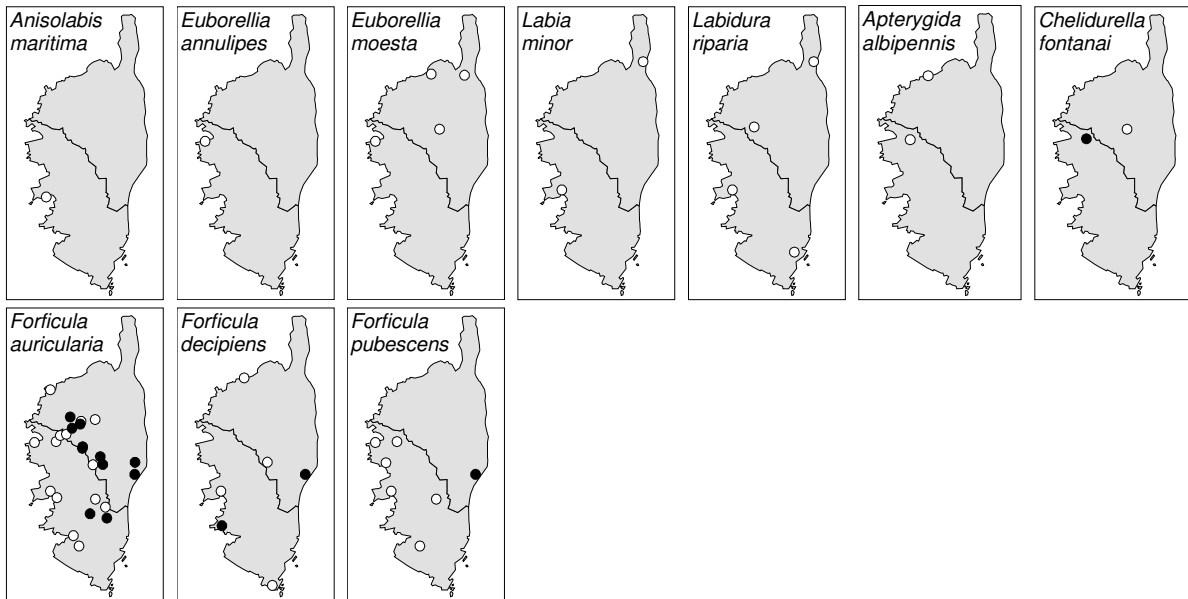 Anisolabis
maritima
Euborellia
annulipes
Euborellia
moesta
Labia
minor
Labidura
riparia
Apterygida
albipennis
Chelidurella
fontanai
Forficula
auricularia
Forficula
decipiens
Forficula
pubescens